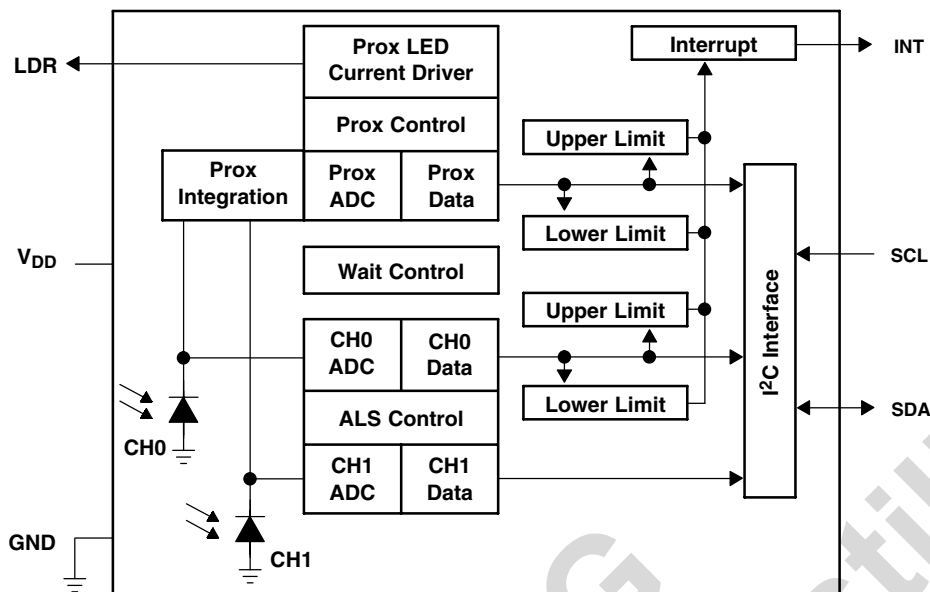 Prox LED
Current Driver
Interrupt
INT
LDR
Prox Control
Upper Limit
Prox
Integration
Prox
ADC
Prox
Data
Lower Limit
VDD
Wait Control
SCL
I²C Interface
Upper Limit
CH0
ADC
CH0
Data
Lower Limit
SDA
ALS Control
CH0
CH1
ADC
CH1
Data
GND
CH1
G